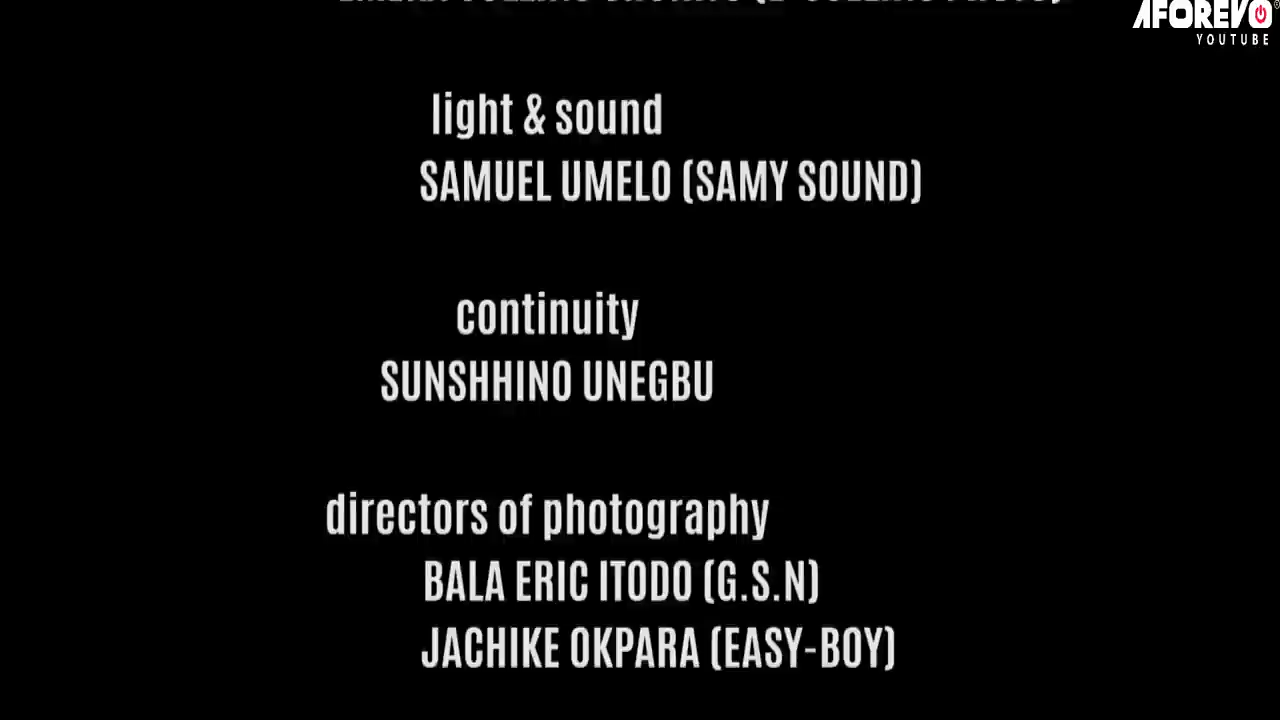 AFOREVO
YOUTUBE
light & sound
SAMUEL UMELO (SAMY SOUND)
continuity
SUNSHHINO UNEGBU
directors of photography
BALA ERIC ITODO (G.S.N)
JACHIKE OKPARA (EASY-BOY)